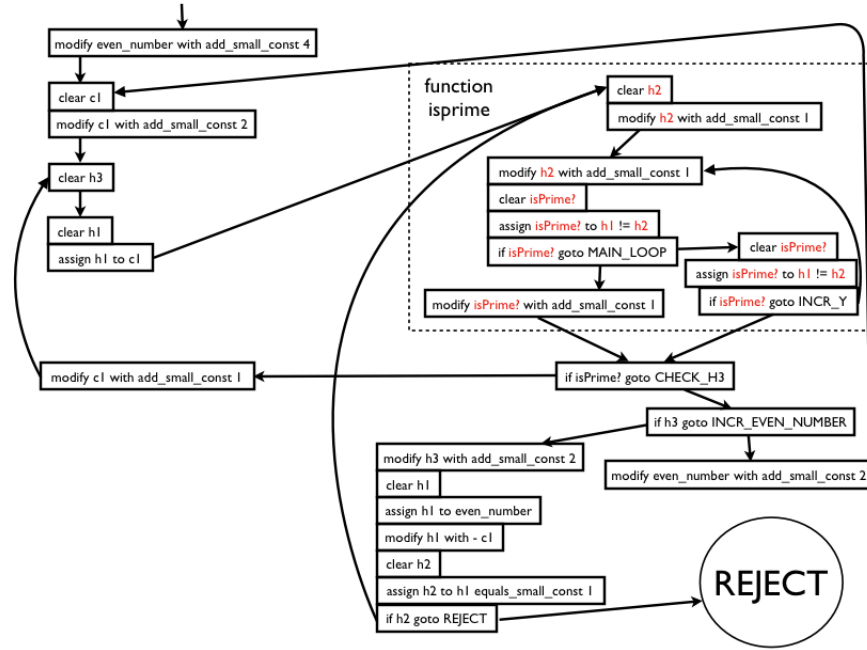 modify even_number with add_small_const 4
clear c1
modify c1 with add_small_const 2
clear h3
clear h1
assign h1 to c1
function
isprime
clear h2
modify h2 with add_small_const 1
modify h2 with add_small_const 1
clear isPrime?
assign isPrime? to h1 != h2
if isPrime? goto MAIN_LOOP
clear isPrime?
assign isPrime? to h1 != h2
if isPrime? goto INCR_Y
modify isPrime? with add_small_const 1
modify c1 with add_small_const 1
if isPrime? goto CHECK_H3
if h3 goto INCR_EVEN_NUMBER
modify h3 with add_small_const 2
modify even_number with add_small_const 2
clear h1
assign h1 to even_number
modify h1 with - c1
clear h2
assign h2 to h1 equals_small_const 1
if h2 goto REJECT
REJECT